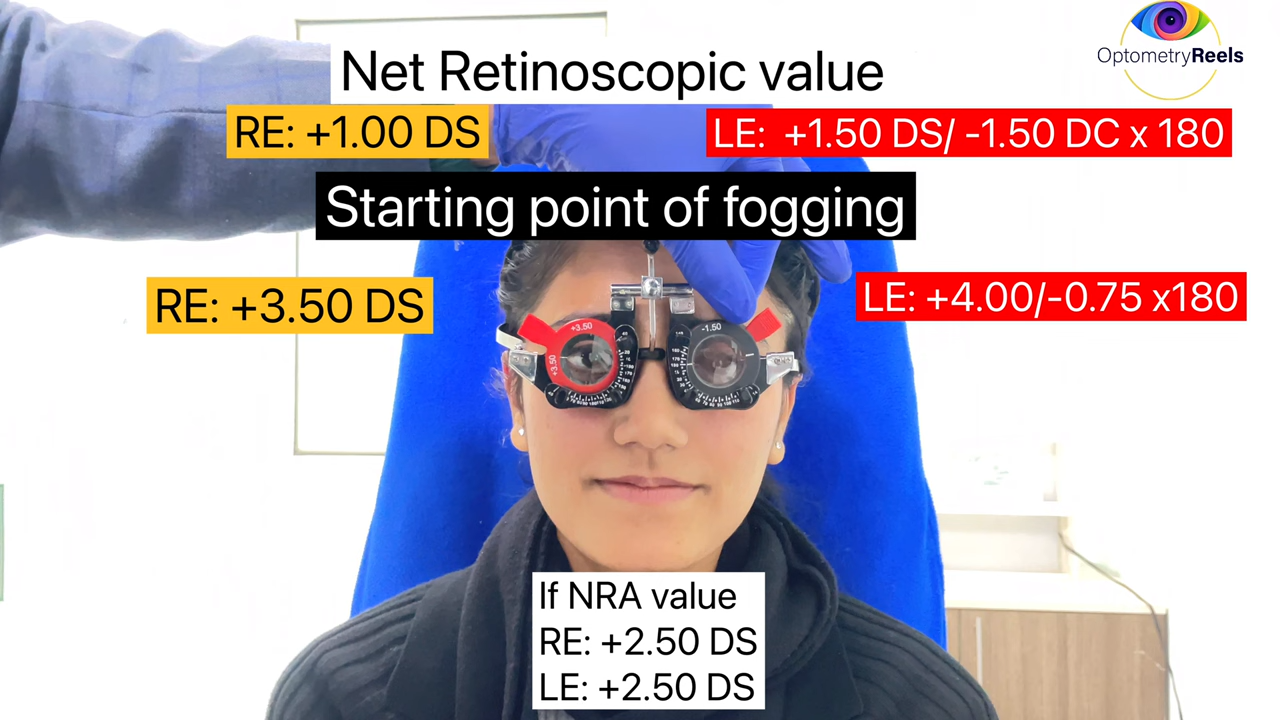 OptometryReels
Net Retinoscopic value
RE: +1.00 DS
LE: +1.50 DS/ -1.50 DC x 180
Starting point of fogging
RE: +3.50 DS
LE: +4.00/-0.75 x180
+3.50
+3.50
-1.50
If NRA value
RE: +2.50 DS
LE: +2.50 DS